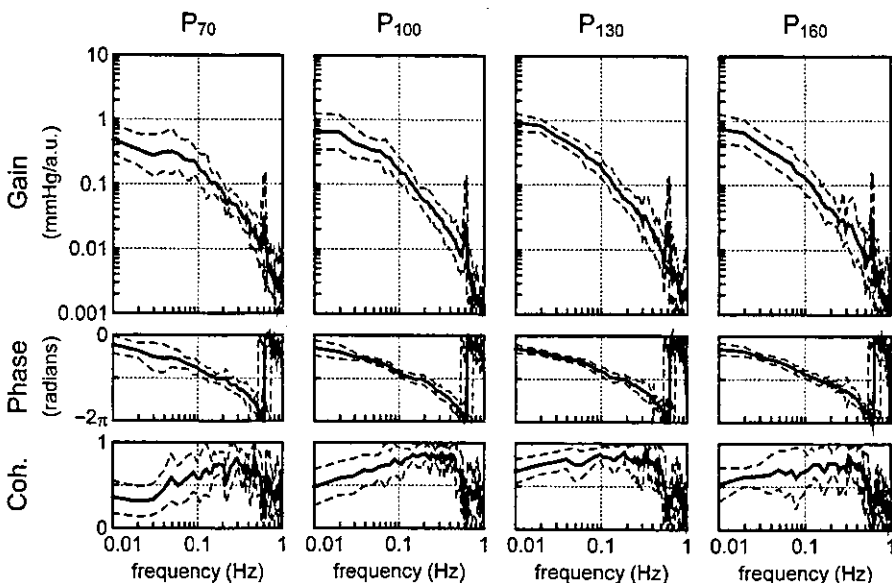 P₇₀ P₁₀₀ P₁₃₀ P₁₆₀
Gain
(mmHg/a.u.)
10
1
0.1
0.01
0.001
Phase
(radians)
0
−2π
Coh.
1
0.5
0
0.01 0.1 1 0.01 0.1 1 0.01 0.1 1 0.01 0.1 1
frequency (Hz) frequency (Hz) frequency (Hz) frequency (Hz)